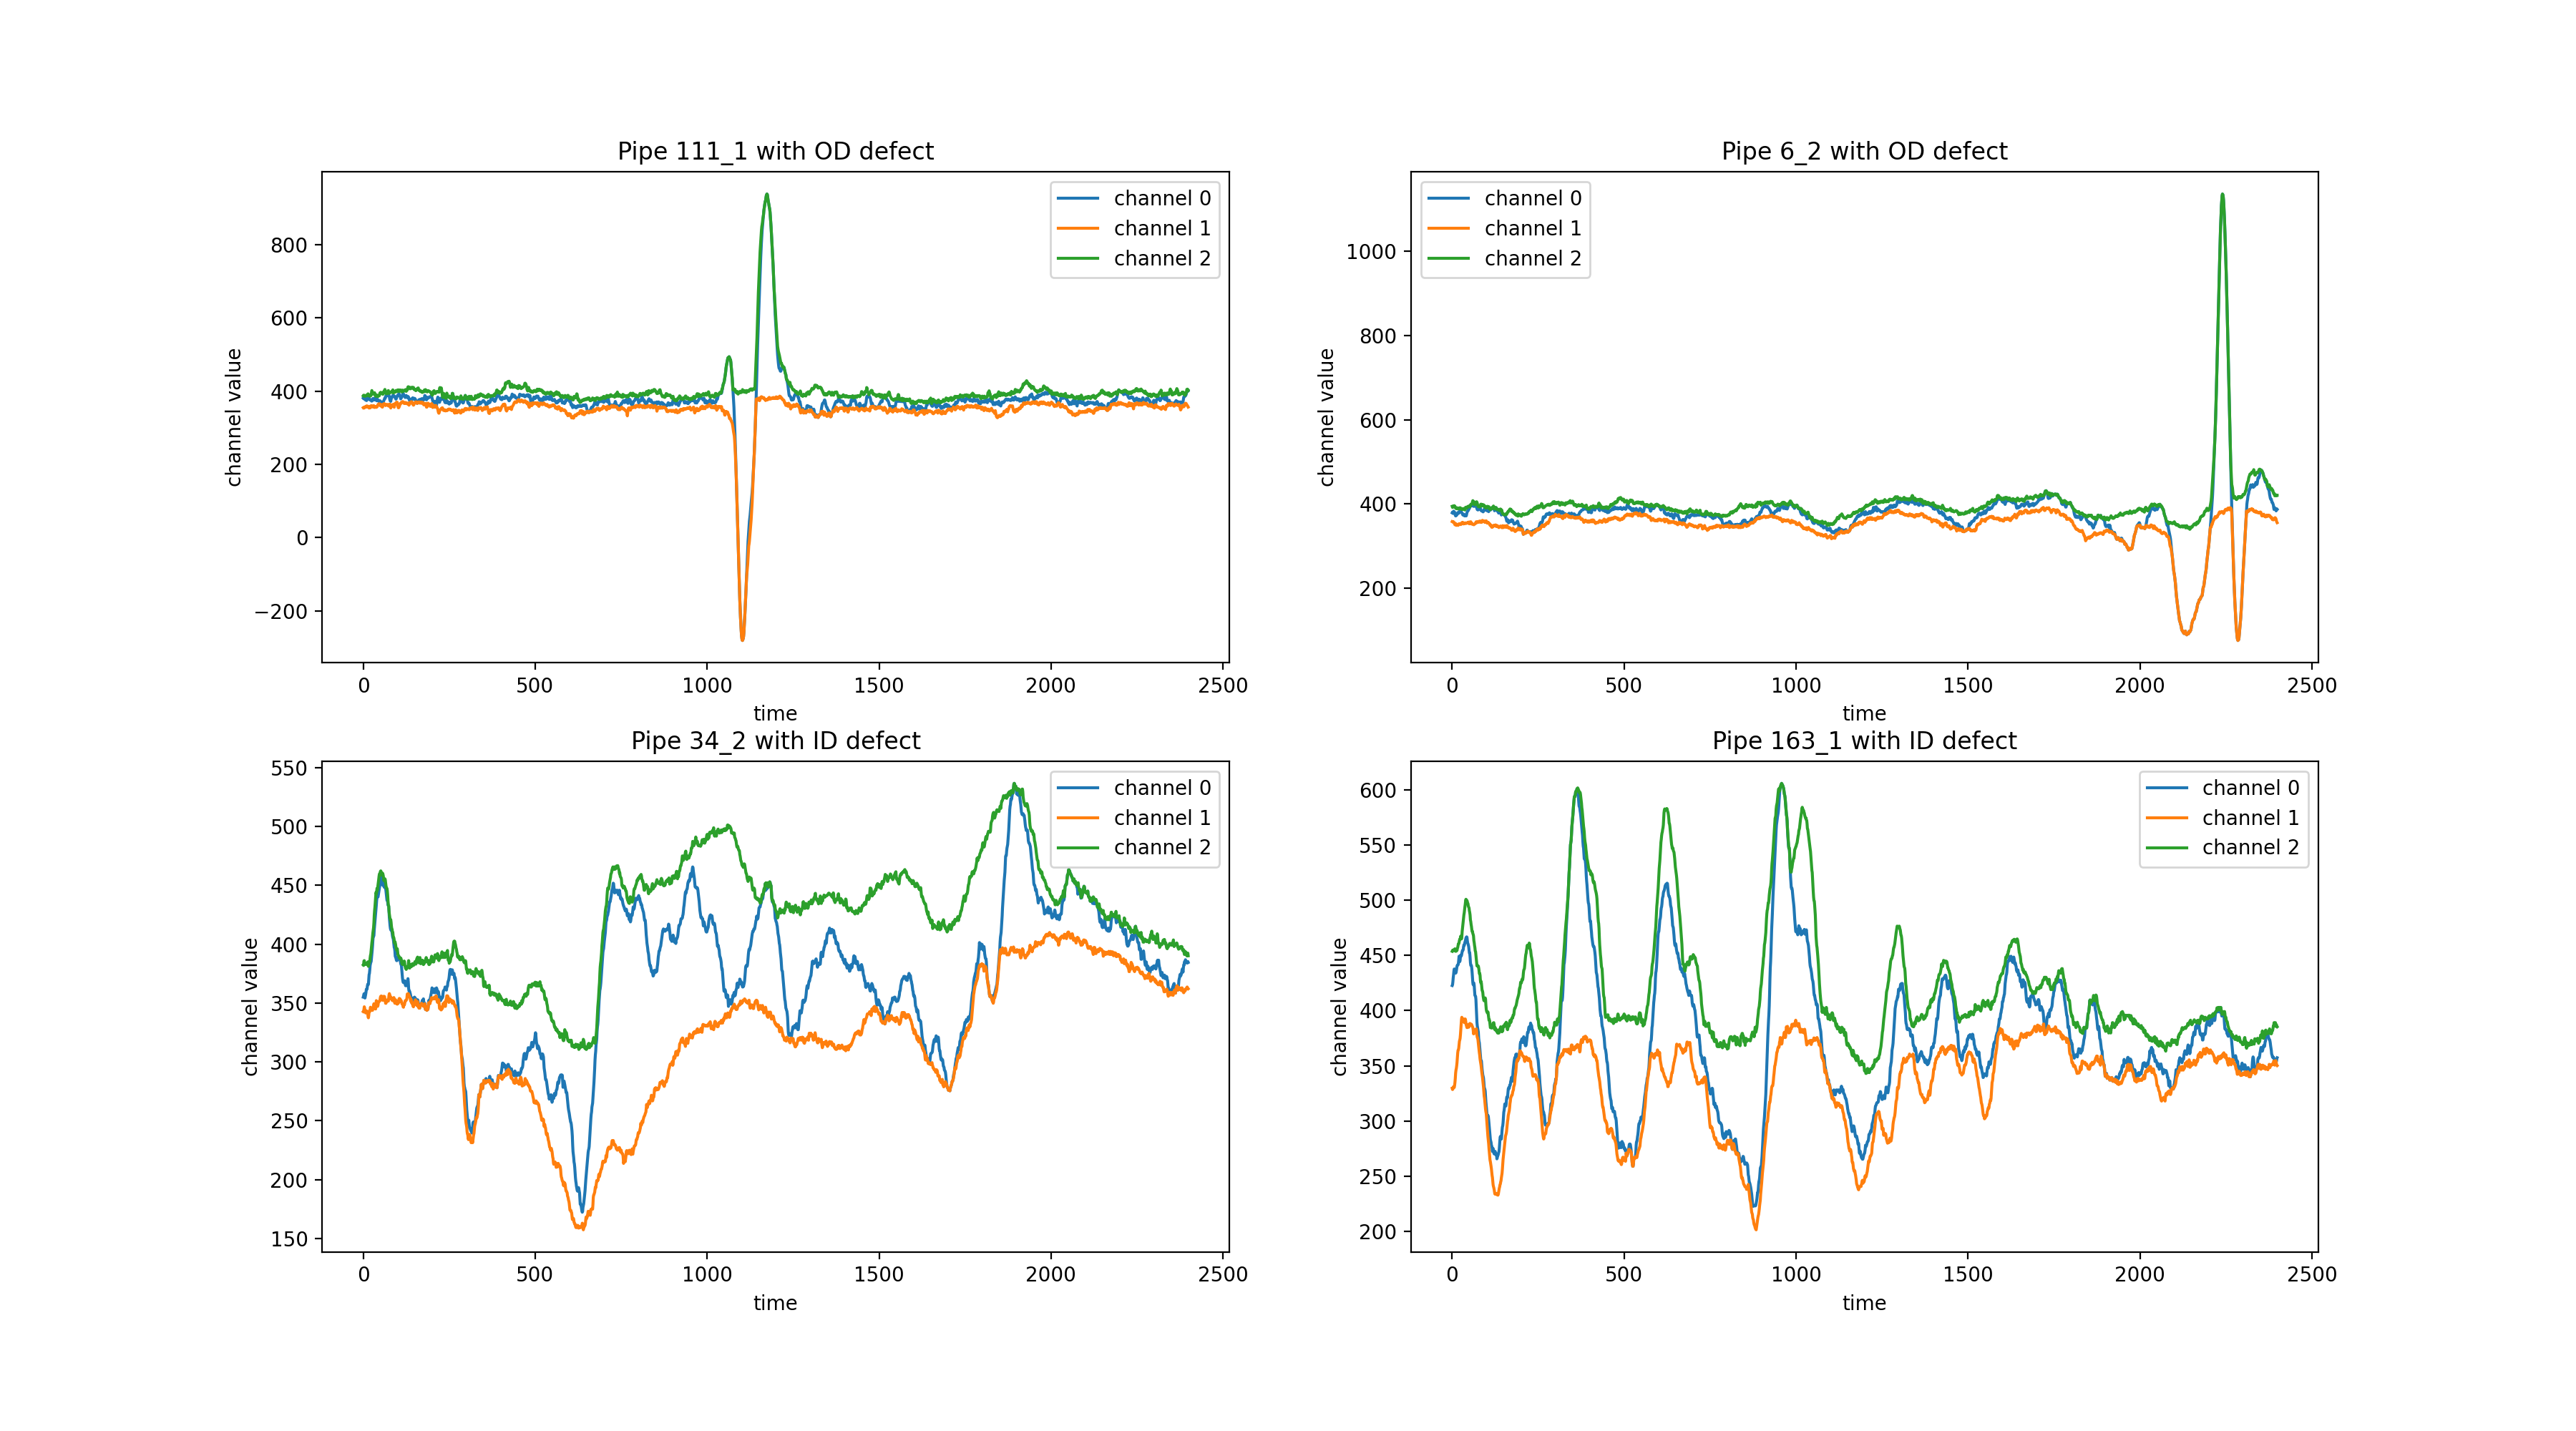 Pipe 111_1 with OD defect
channel value
800
600
400
200
0
−200
channel 0
channel 1
channel 2
0 500 1000 1500 2000 2500
time
Pipe 6_2 with OD defect
channel value
1000
800
600
400
200
channel 0
channel 1
channel 2
0 500 1000 1500 2000 2500
time
Pipe 34_2 with ID defect
channel value
550
500
450
400
350
300
250
200
150
channel 0
channel 1
channel 2
0 500 1000 1500 2000 2500
time
Pipe 163_1 with ID defect
channel value
600
550
500
450
400
350
300
250
200
channel 0
channel 1
channel 2
0 500 1000 1500 2000 2500
time